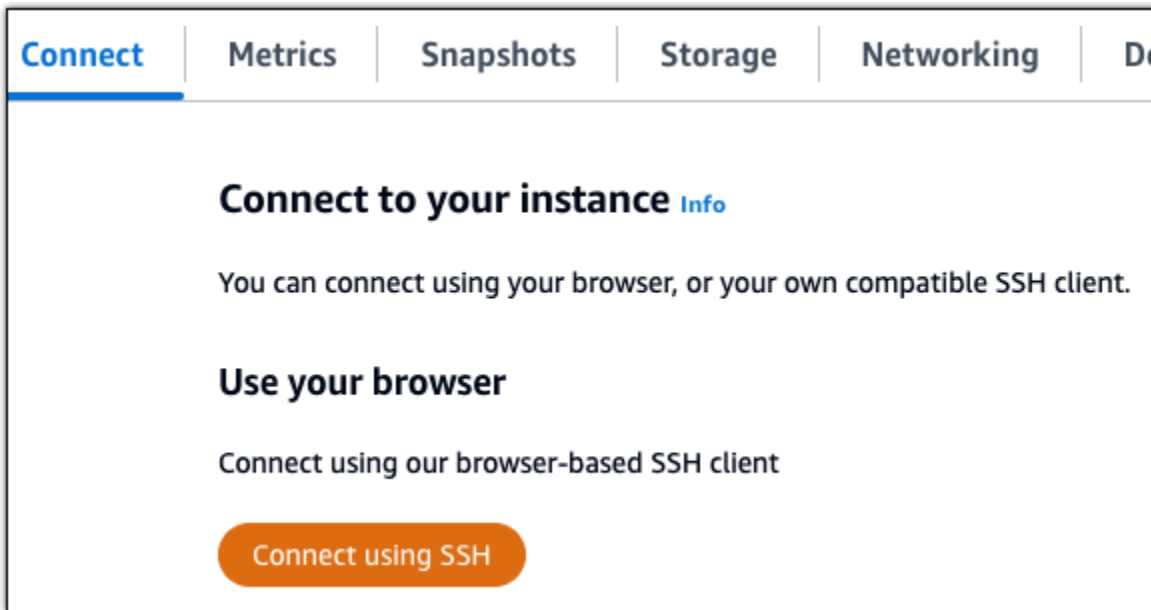 Connect Metrics Snapshots Storage Networking
Connect to your instance Info
You can connect using your browser, or your own compatible SSH client.
Use your browser
Connect using our browser-based SSH client
Connect using SSH